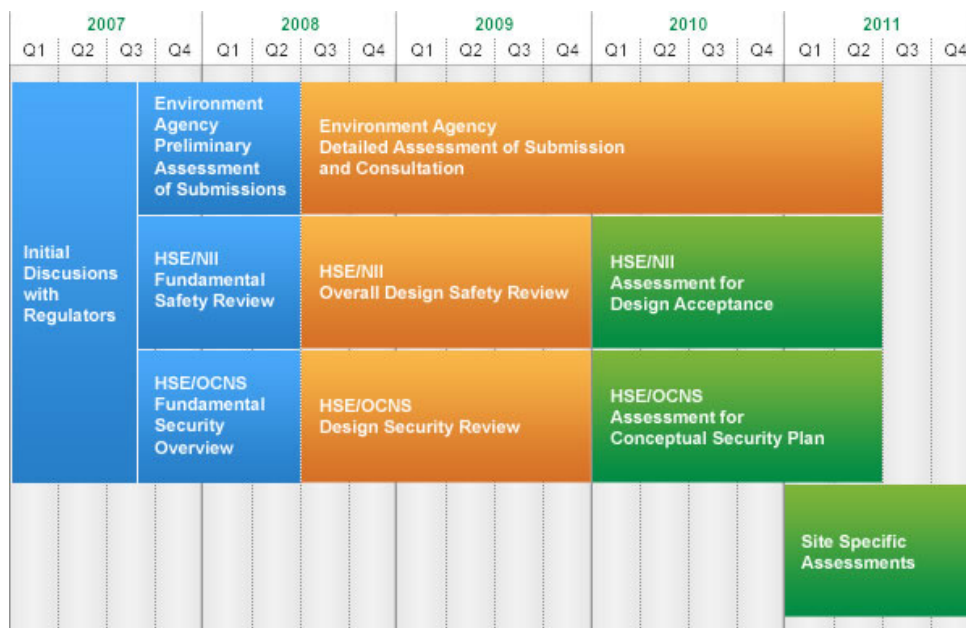 2007 2008 2009 2010 2011
Q1 Q2 Q3 Q4 Q1 Q2 Q3 Q4 Q1 Q2 Q3 Q4 Q1 Q2 Q3 Q4 Q1 Q2 Q3 Q4
Initial
Discusions
with
Regulators
Environment
Agency
Preliminary
Assessment
of Submissions
Environment Agency
Detailed Assessment of Submission
and Consultation
HSE/NII
Fundamental
Safety Review
HSE/NII
Overall Design Safety Review
HSE/NII
Assessment for
Design Acceptance
HSE/OCNS
Fundamental
Security
Overview
HSE/OCNS
Design Security Review
HSE/OCNS
Assessment for
Conceptual Security Plan
Site Specific
Assessments